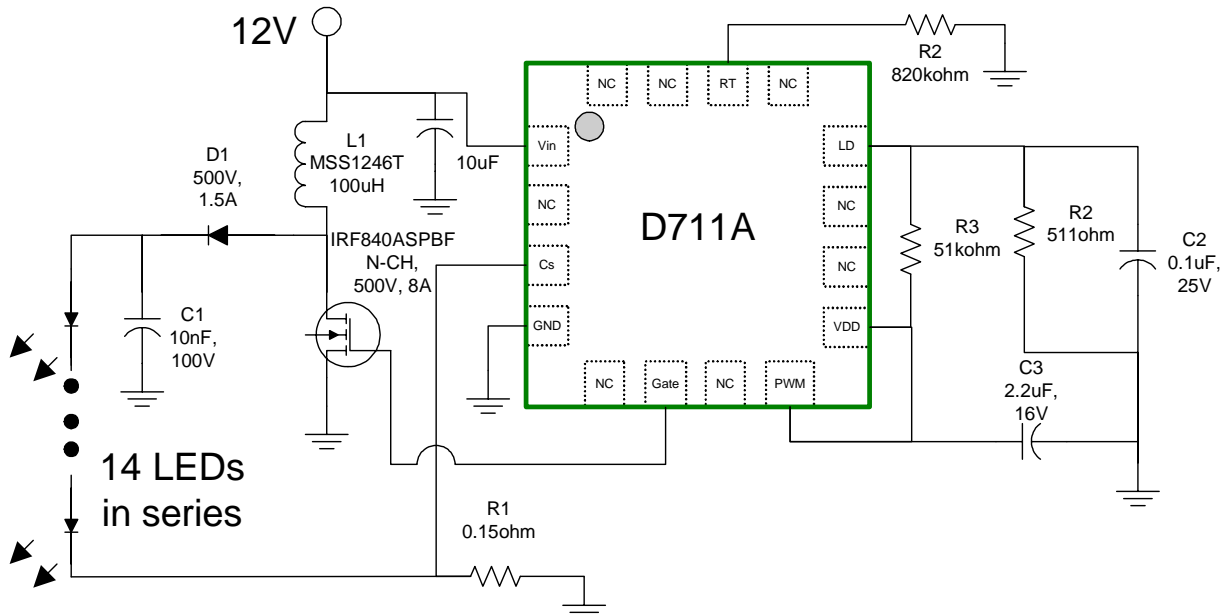 12V
R2
820kohm
NC
NC
RT
NC
L1
MSS1246T
100uH
10uF
Vin
LD
D1
500V,
1.5A
NC
D711A
NC
R3
51kohm
R2
511ohm
C2
0.1uF,
25V
IRF840ASPBF
N-CH,
500V, 8A
Cs
NC
C1
10nF,
100V
GND
VDD
NC
Gate
NC
PWM
C3
2.2uF,
16V
14 LEDs
in series
R1
0.15ohm